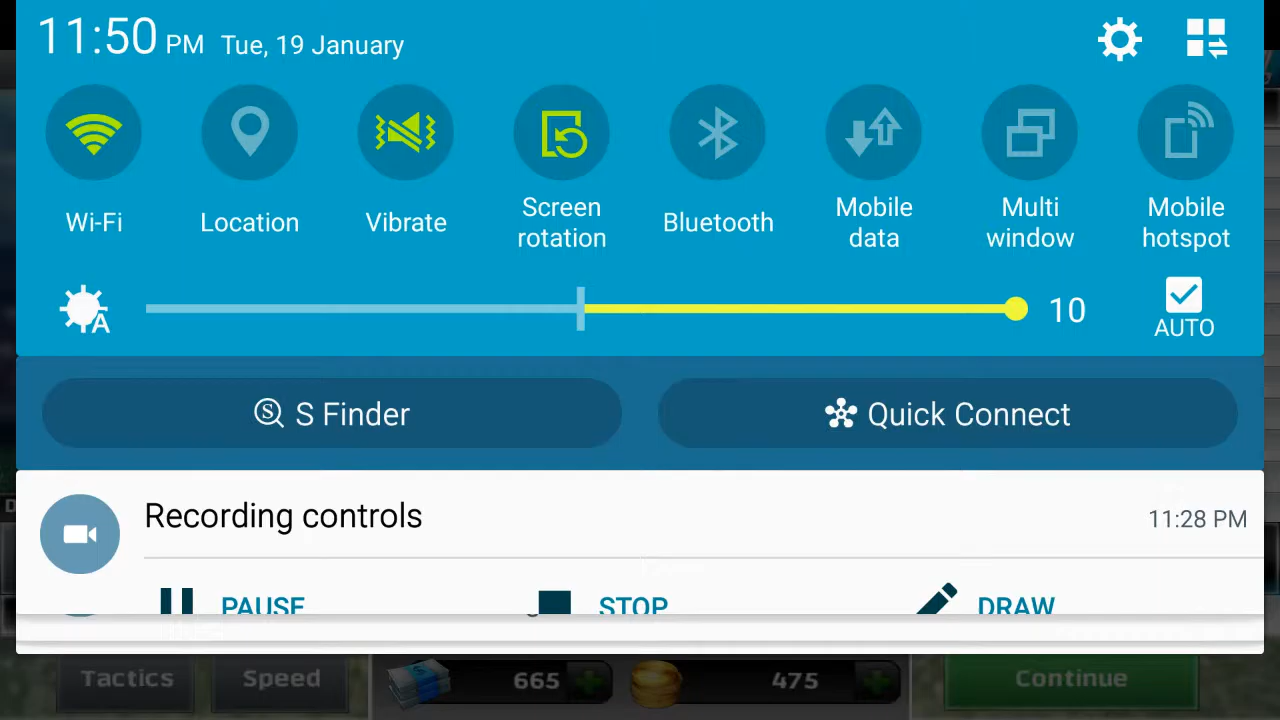 11:50 PM Tue, 19 January
Wi-Fi
Location
Vibrate
Screen
rotation
Bluetooth
Mobile
data
Multi
window
Mobile
hotspot
A
10
AUTO
S Finder
Quick Connect
Recording controls
11:28 PM
PAUSE
STOP
DRAW
Tactics
Speed
665
475
Continue